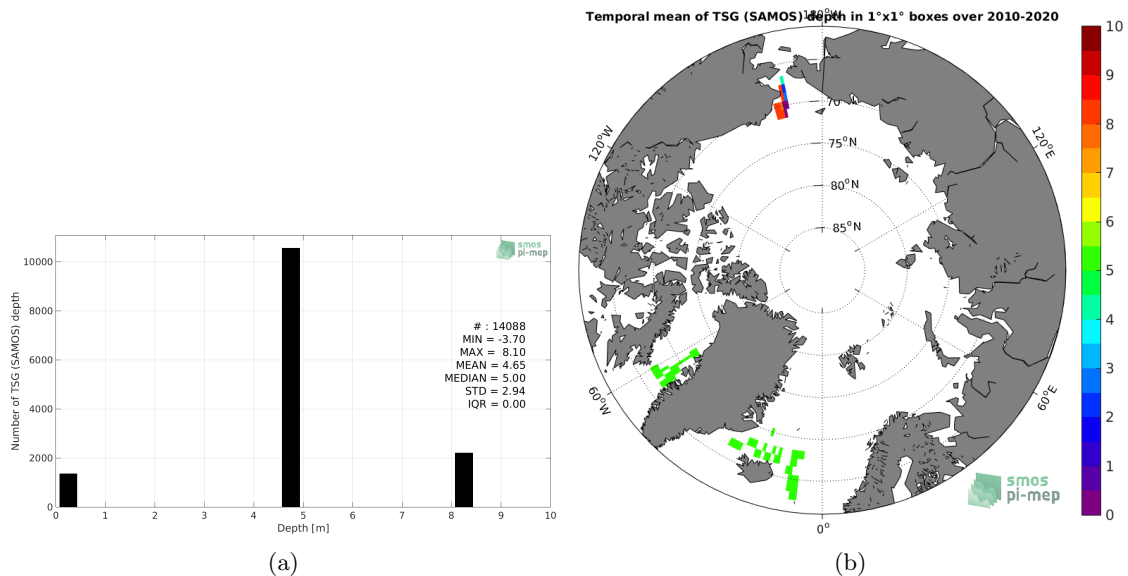 smos
pi-mep
Number of TSG (SAMOS) depth
10000
8000
6000
4000
2000
0
# : 14088
MIN = -3.70
MAX = 8.10
MEAN = 4.65
MEDIAN = 5.00
STD = 2.94
IQR = 0.00
0 1 2 3 4 5 6 7 8 9 10
Depth [m]
(a)
Temporal mean of TSG (SAMOS) depth in 1°x1° boxes over 2010-2020
180°W
120°W
120°E
70°N
75°N
80°N
85°N
60°W
60°E
0°
smos
pi-mep
10
9
8
7
6
5
4
3
2
1
0
(b)